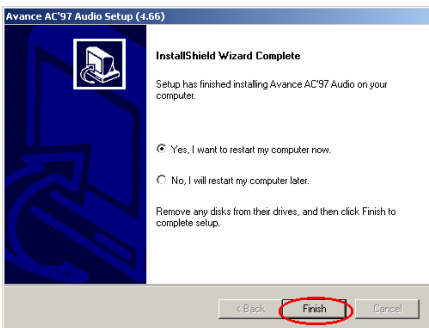 Avance AC'97 Audio Setup (4.66)
InstallShield Wizard Complete
Setup has finished installing Avance AC'97 Audio on your
computer.
Yes, I want to restart my computer now.
No, I will restart my computer later.
Remove any disks from their drives, and then click Finish to
complete setup.
< Back Finish Cancel